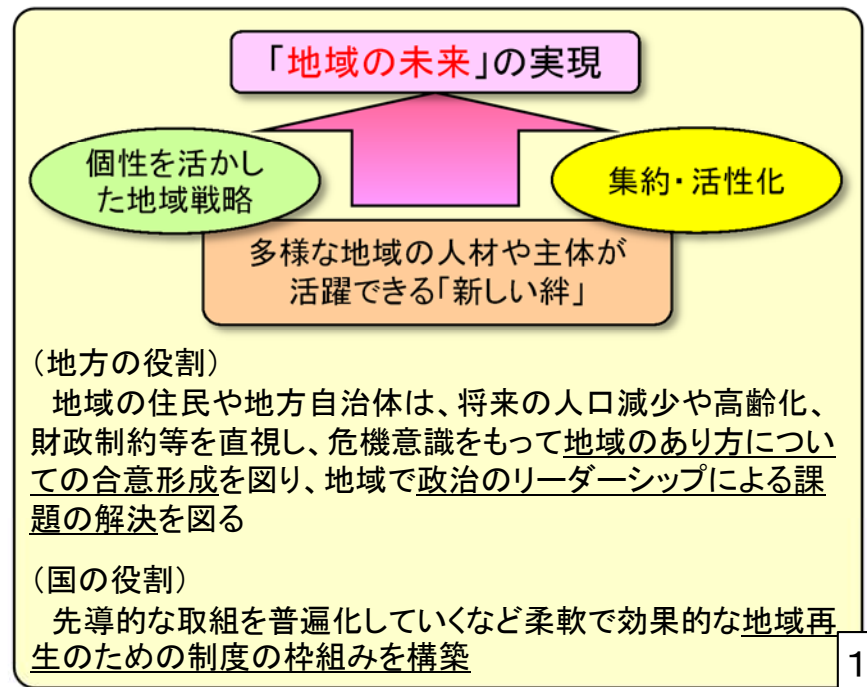 「地域の未来」の実現
個性を活かし
た地域戦略
集約・活性化
多様な地域の人材や主体が
活躍できる「新しい絆」
（地方の役割）
地域の住民や地方自治体は、将来の人口減少や高齢化、
財政制約等を直視し、危機意識をもって地域のあり方につい
ての合意形成を図り、地域で政治のリーダーシップによる課
題の解決を図る
（国の役割）
先導的な取組を普遍化していくなど柔軟で効果的な地域再
生のための制度の枠組みを構築
1